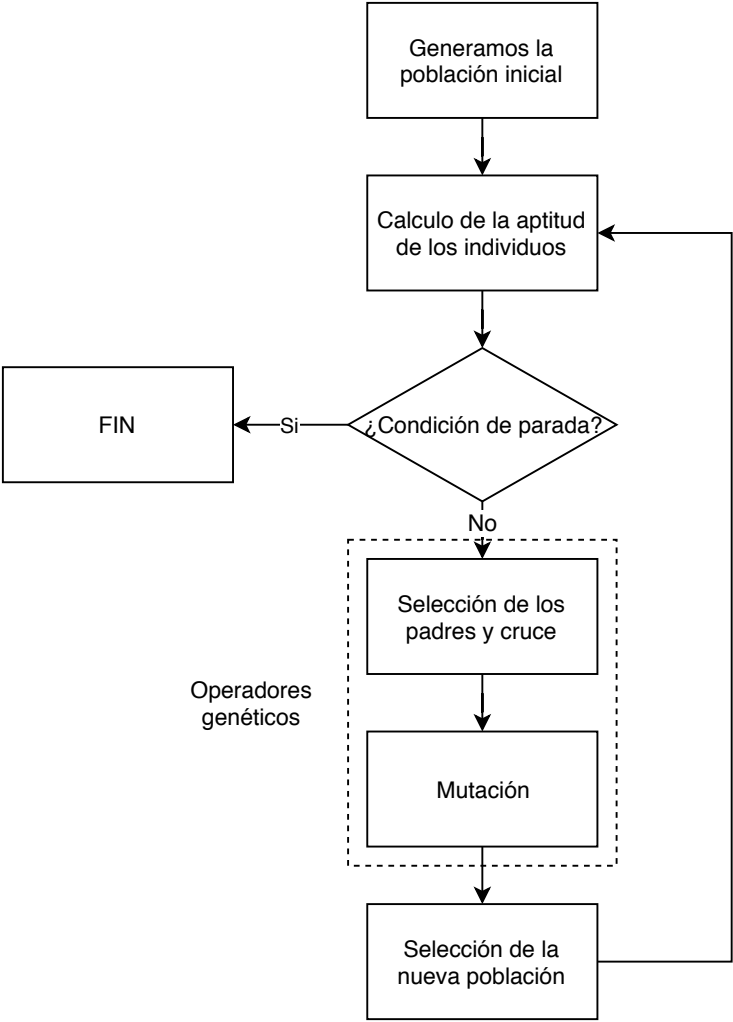 Generamos la
población inicial
Calculo de la aptitud
de los individuos
FIN
Si
¿Condición de parada?
No
Selección de los
padres y cruce
Operadores
genéticos
Mutación
Selección de la
nueva población